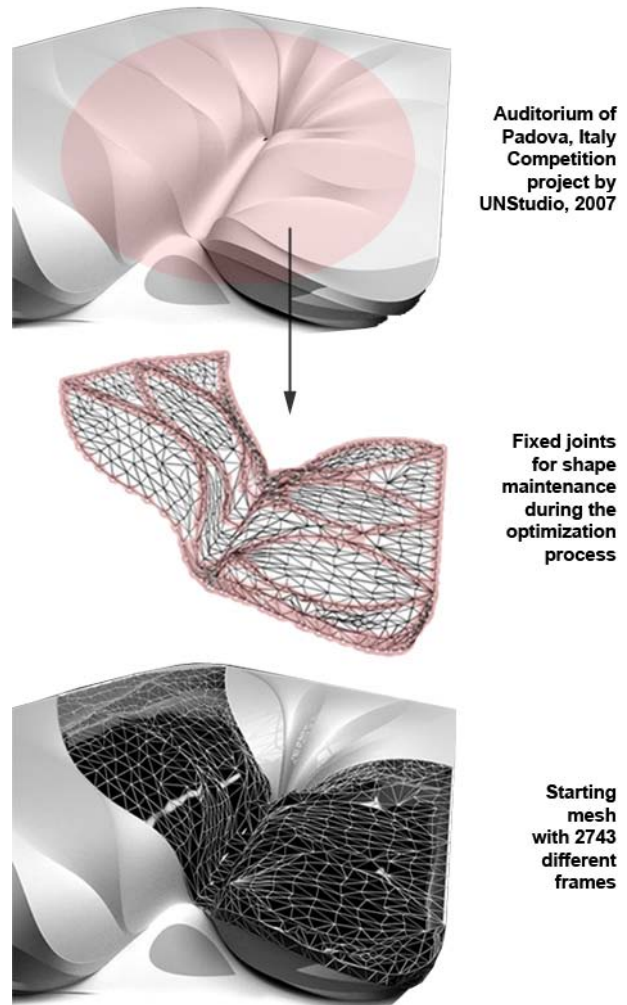 Auditorium of
Padova, Italy
Competition
project by
UNStudio, 2007
Fixed joints
for shape
maintenance
during the
optimization
process
Starting
mesh
with 2743
different
frames